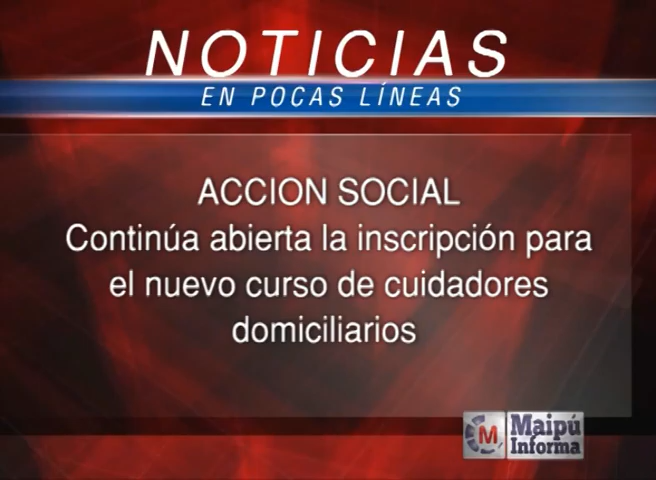 NOTICIAS
EN POCAS LÍNEAS
ACCION SOCIAL
Continúa abierta la inscripción para
el nuevo curso de cuidadores
domiciliarios
M Maipú
Informa